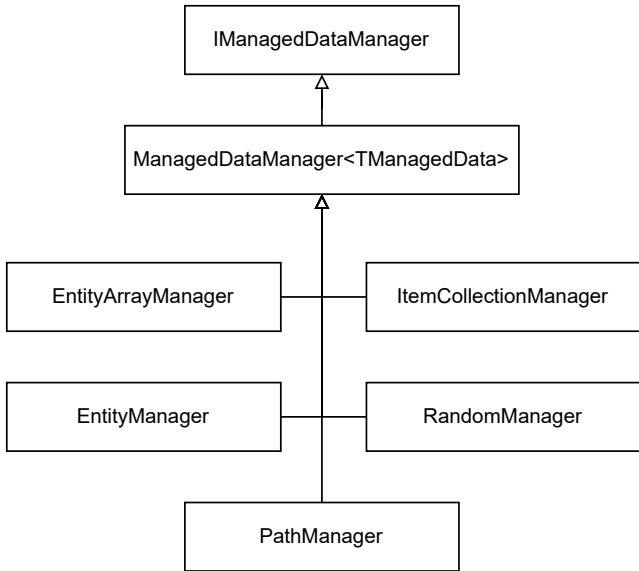 IManagedDataManager
ManagedDataManager<TManagedData>
EntityArrayManager
ItemCollectionManager
EntityManager
RandomManager
PathManager